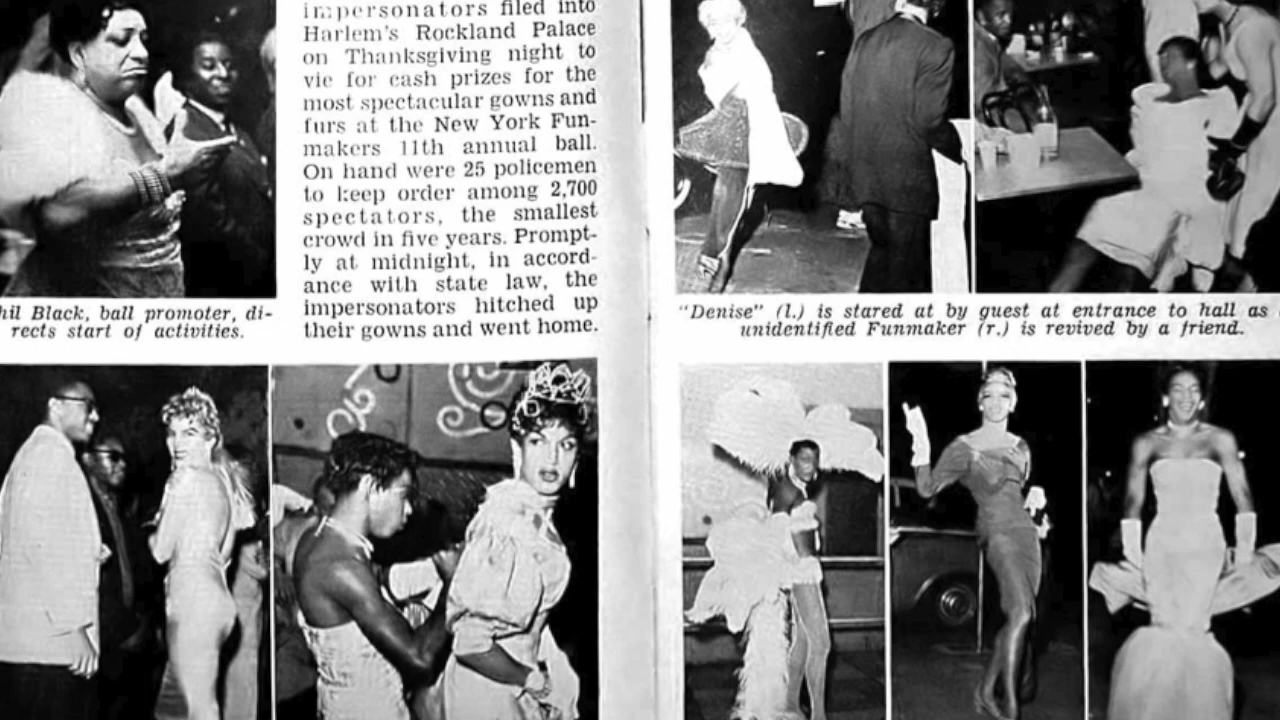 impersonators filed into
Harlem's Rockland Palace
on Thanksgiving night to
vie for cash prizes for the
most spectacular gowns and
furs at the New York Fun-
makers 11th annual ball.
On hand were 25 policemen
to keep order among 2,700
spectators, the smallest
crowd in five years. Prompt-
ly at midnight, in accord-
ance with state law, the
impersonators hitched up
their gowns and went home.
hil Black, ball promoter, di-
rects start of activities.
"Denise" (l.) is stared at by guest at entrance to hall as
unidentified Funmaker (r.) is revived by a friend.